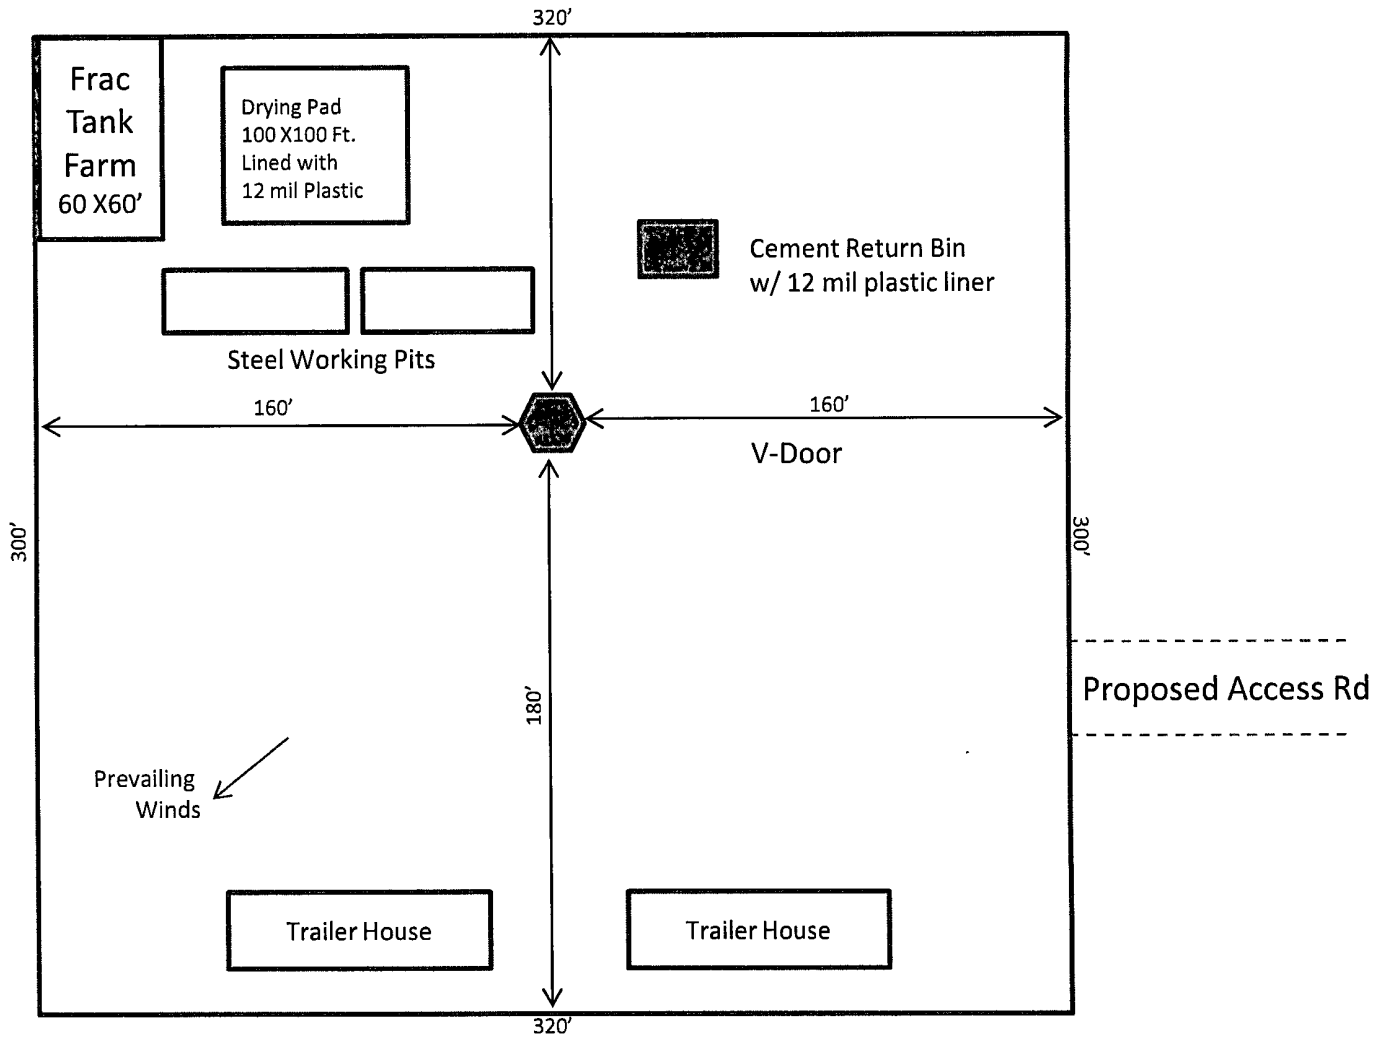 320’
Frac
Tank
Farm
60 X60’
Drying Pad
100 X100 Ft.
Lined with
12 mil Plastic
Cement Return Bin
w/ 12 mil plastic liner
Steel Working Pits
160’
160’
V-Door
300’
300’
180’
Proposed Access Rd
Prevailing
Winds
Trailer House
Trailer House
320’